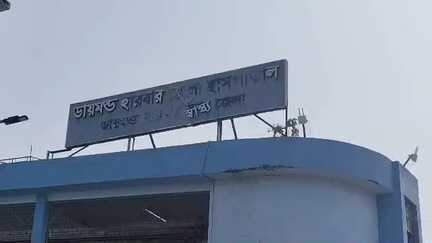 ডায়মন্ড হারবার জেলা হাসপাতাল
ডায়মন্ড স্বাস্থ্য জেলা